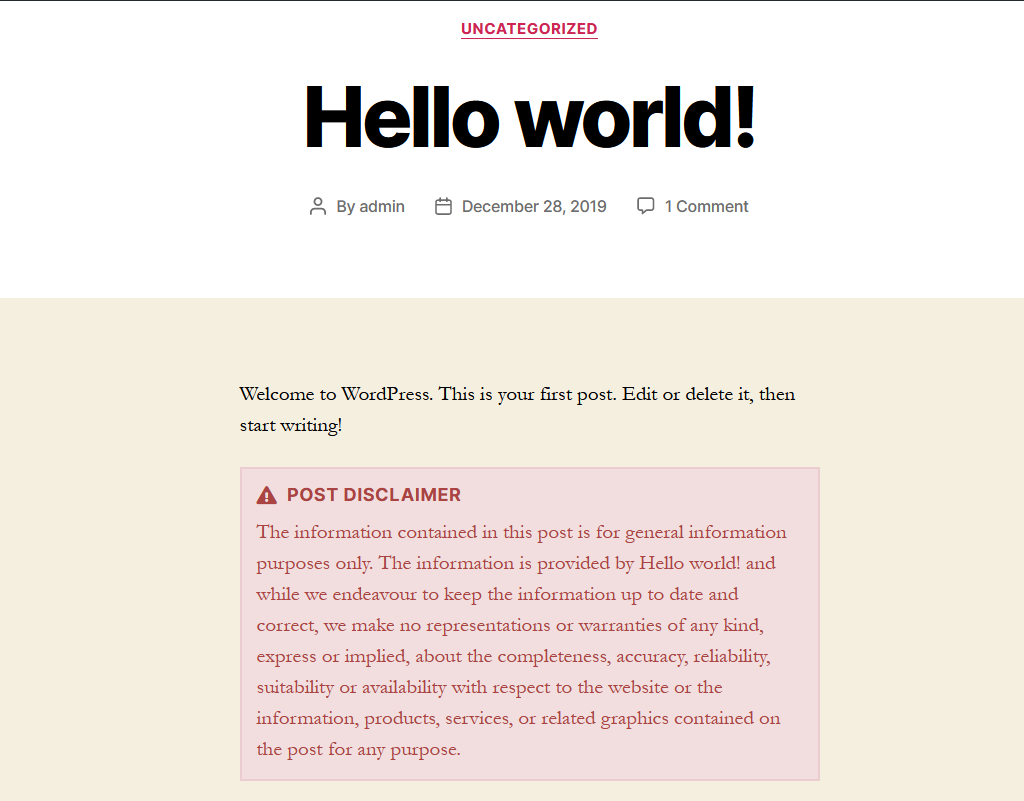 UNCATEGORIZED
Hello world!
By admin December 28, 2019 1 Comment
Welcome to WordPress. This is your first post. Edit or delete it, then
start writing!
POST DISCLAIMER
The information contained in this post is for general information
purposes only. The information is provided by Hello world! and
while we endeavour to keep the information up to date and
correct, we make no representations or warranties of any kind,
express or implied, about the completeness, accuracy, reliability,
suitability or availability with respect to the website or the
information, products, services, or related graphics contained on
the post for any purpose.